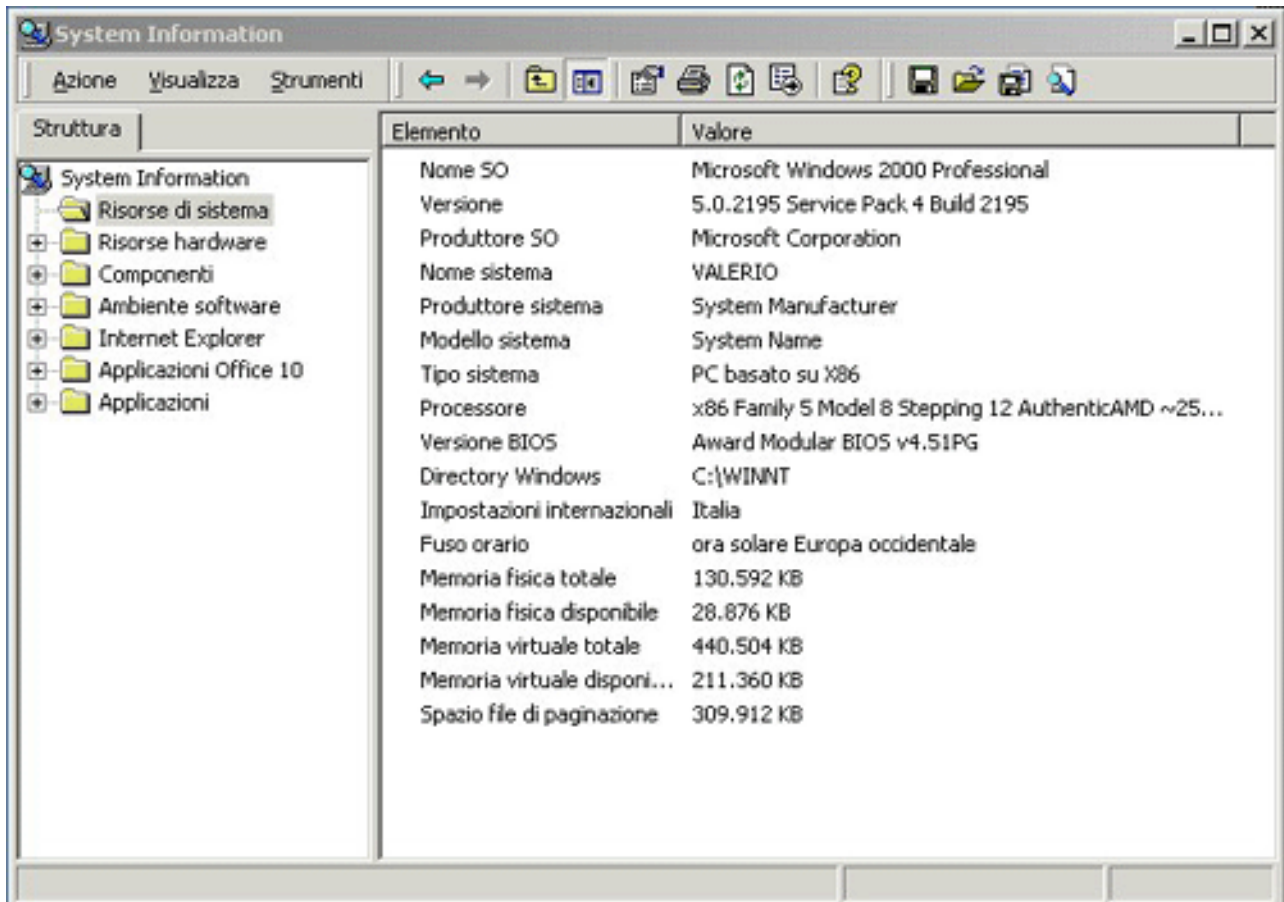 System Information
Azione Visualizza Strumenti
Struttura
Elemento Valore
System Information
Risorse di sistema
Risorse hardware
Componenti
Ambiente software
Internet Explorer
Applicazioni Office 10
Applicazioni
Nome SO Microsoft Windows 2000 Professional
Versione 5.0.2195 Service Pack 4 Build 2195
Produttore SO Microsoft Corporation
Nome sistema VALERIO
Produttore sistema System Manufacturer
Modello sistema System Name
Tipo sistema PC basato su X86
Processore x86 Family 5 Model 8 Stepping 12 AuthenticAMD ~25...
Versione BIOS Award Modular BIOS v4.51PG
Directory Windows C:\WINNT
Impostazioni internazionali Italia
Fuso orario ora solare Europa occidentale
Memoria fisica totale 130.592 KB
Memoria fisica disponibile 28.876 KB
Memoria virtuale totale 440.504 KB
Memoria virtuale disponi... 211.360 KB
Spazio file di paginazione 309.912 KB